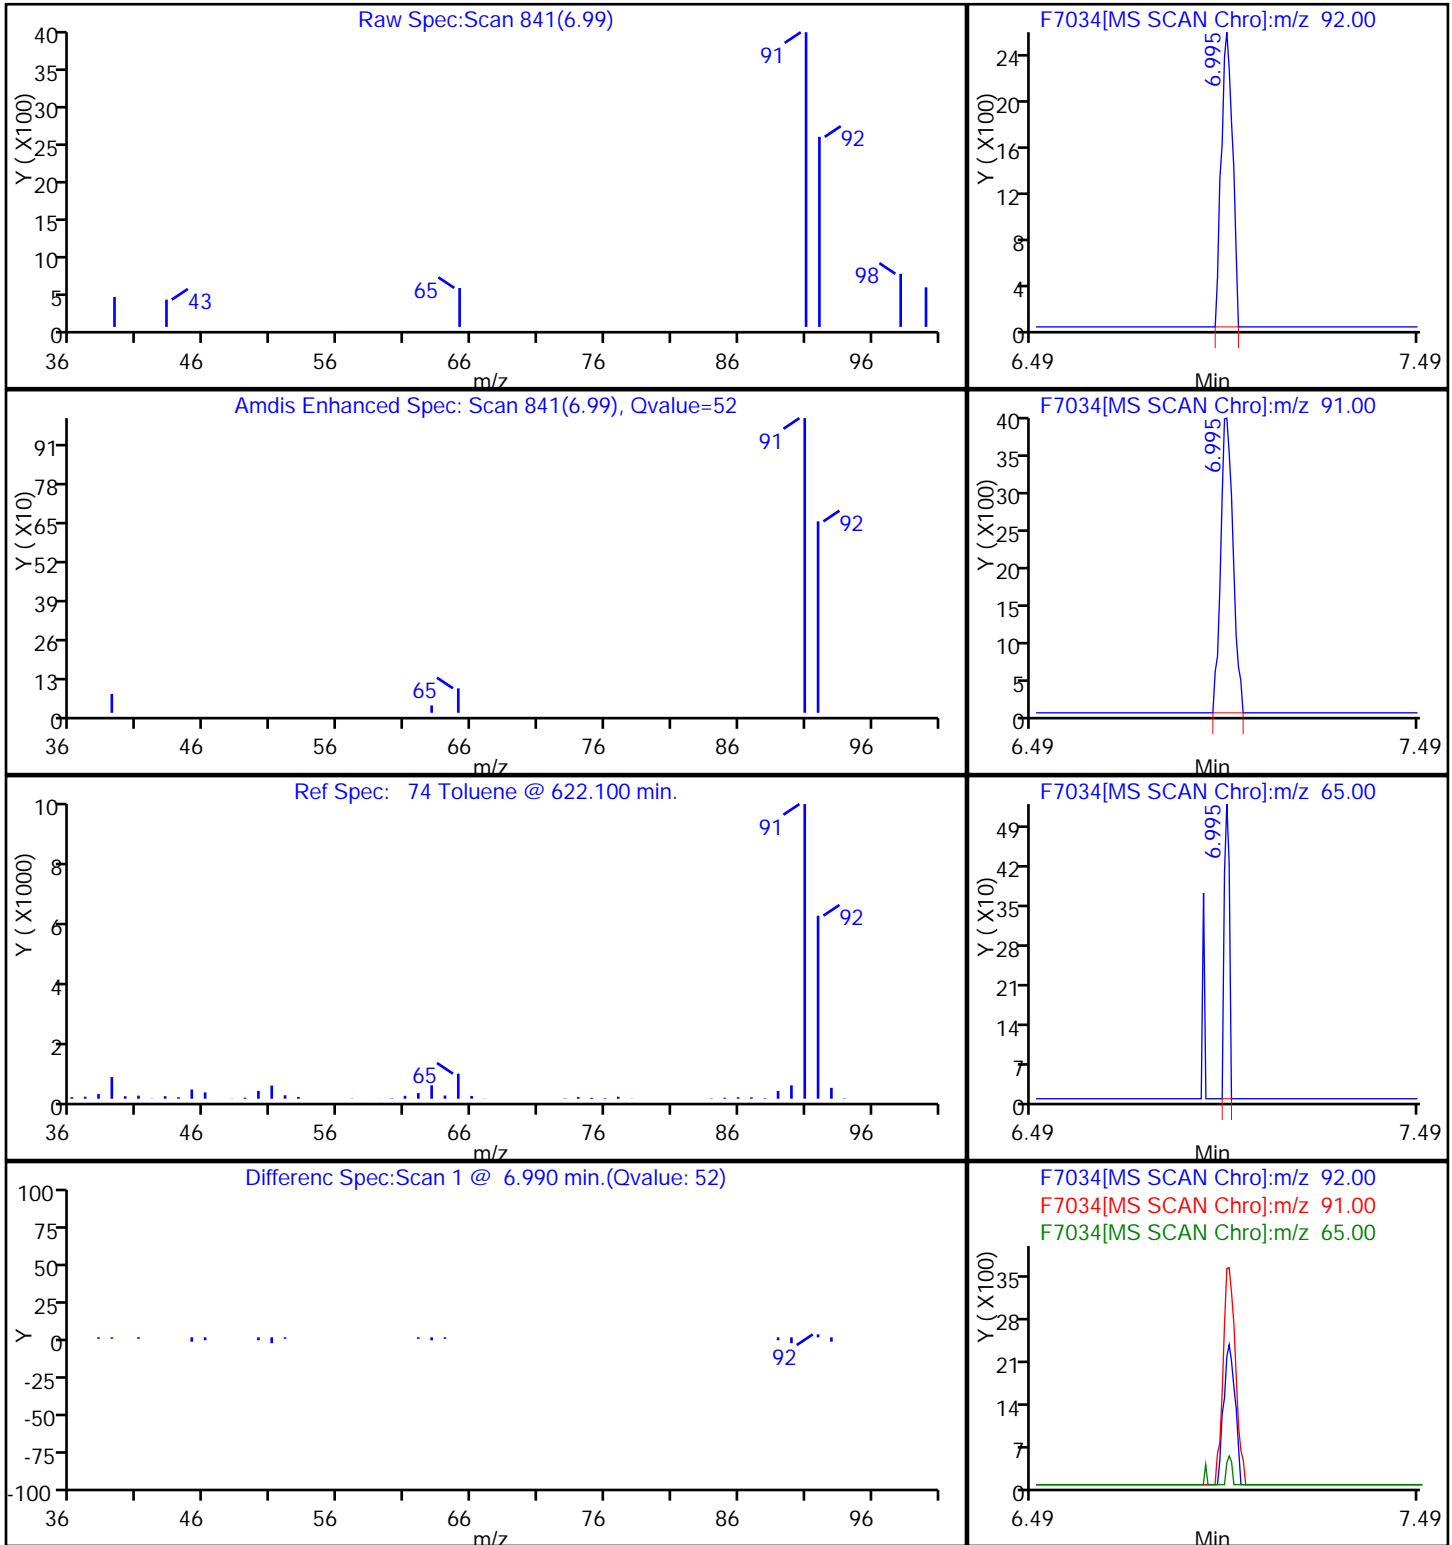 Raw Spec:Scan 841(6.99)
Y ( X100)
40
35
30
25
20
15
10
5
0
91
92
98
65
43
36 46 56 66 76 86 96
m/z
F7034[MS SCAN Chro]:m/z 92.00
6.995
Y ( X100)
24
20
16
12
8
4
0
6.49 7.49
Min
Amdis Enhanced Spec: Scan 841(6.99), Qvalue=52
Y ( X10)
91
78
65
52
39
26
13
0
91
92
65
36 46 56 66 76 86 96
m/z
F7034[MS SCAN Chro]:m/z 91.00
6.995
Y ( X100)
40
35
30
25
20
15
10
5
0
6.49 7.49
Min
Ref Spec: 74 Toluene @ 622.100 min.
Y ( X1000)
10
8
6
4
2
0
91
92
65
36 46 56 66 76 86 96
m/z
F7034[MS SCAN Chro]:m/z 65.00
6.995
Y ( X10)
49
42
35
28
21
14
7
0
6.49 7.49
Min
Differenc Spec:Scan 1 @ 6.990 min.(Qvalue: 52)
Y
100
75
50
25
0
-25
-50
-75
-100
92
36 46 56 66 76 86 96
m/z
F7034[MS SCAN Chro]:m/z 92.00
F7034[MS SCAN Chro]:m/z 91.00
F7034[MS SCAN Chro]:m/z 65.00
Y ( X100)
35
28
21
14
7
0
6.49 7.49
Min